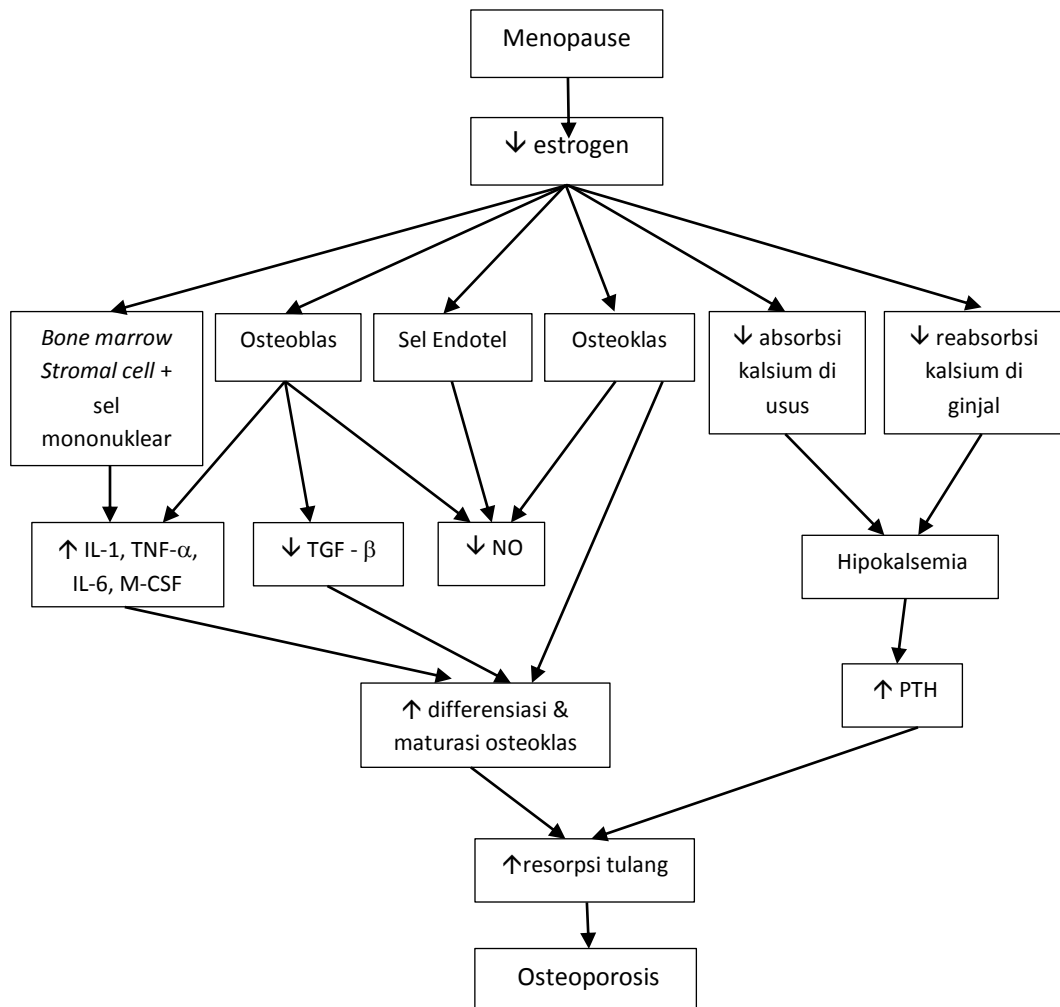 Menopause
↓ estrogen
Bone marrow
Stromal cell +
sel
mononuklear
Osteoblas
Sel Endotel
Osteoklas
↓ absorbsi
kalsium di
usus
↓ reabsorbsi
kalsium di
ginjal
↑ IL-1, TNF-α,
IL-6, M-CSF
↓ TGF - β
↓ NO
Hipokalsemia
↑ differensiasi &
maturasi osteoklas
↑ PTH
↑resorpsi tulang
Osteoporosis